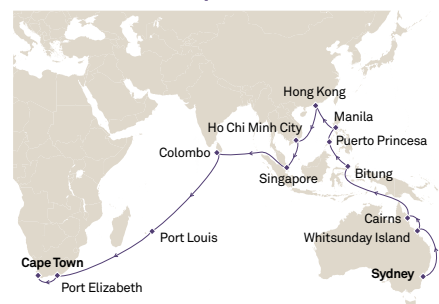 Hong Kong
Manila
Ho Chi Minh City
Puerto Princesa
Colombo
Singapore
Bitung
Cairns
Port Louis
Whitsunday Island
Cape Town
Sydney
Port Elizabeth